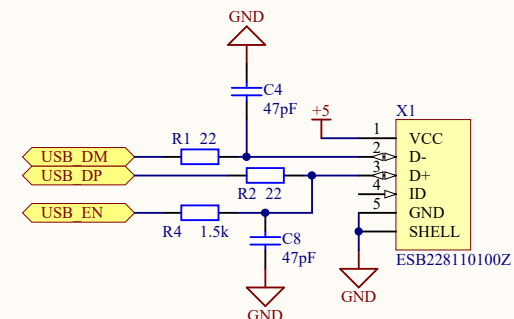 GND
C4
47pF
+5
X1
R1 22
1
VCC
USB_DM
2
D-
USB_DP
3
D+
R2 22
4
ID
USB_EN
5
GND
R4 1.5k
SHELL
C8
47pF
ESB228110100Z
GND
GND